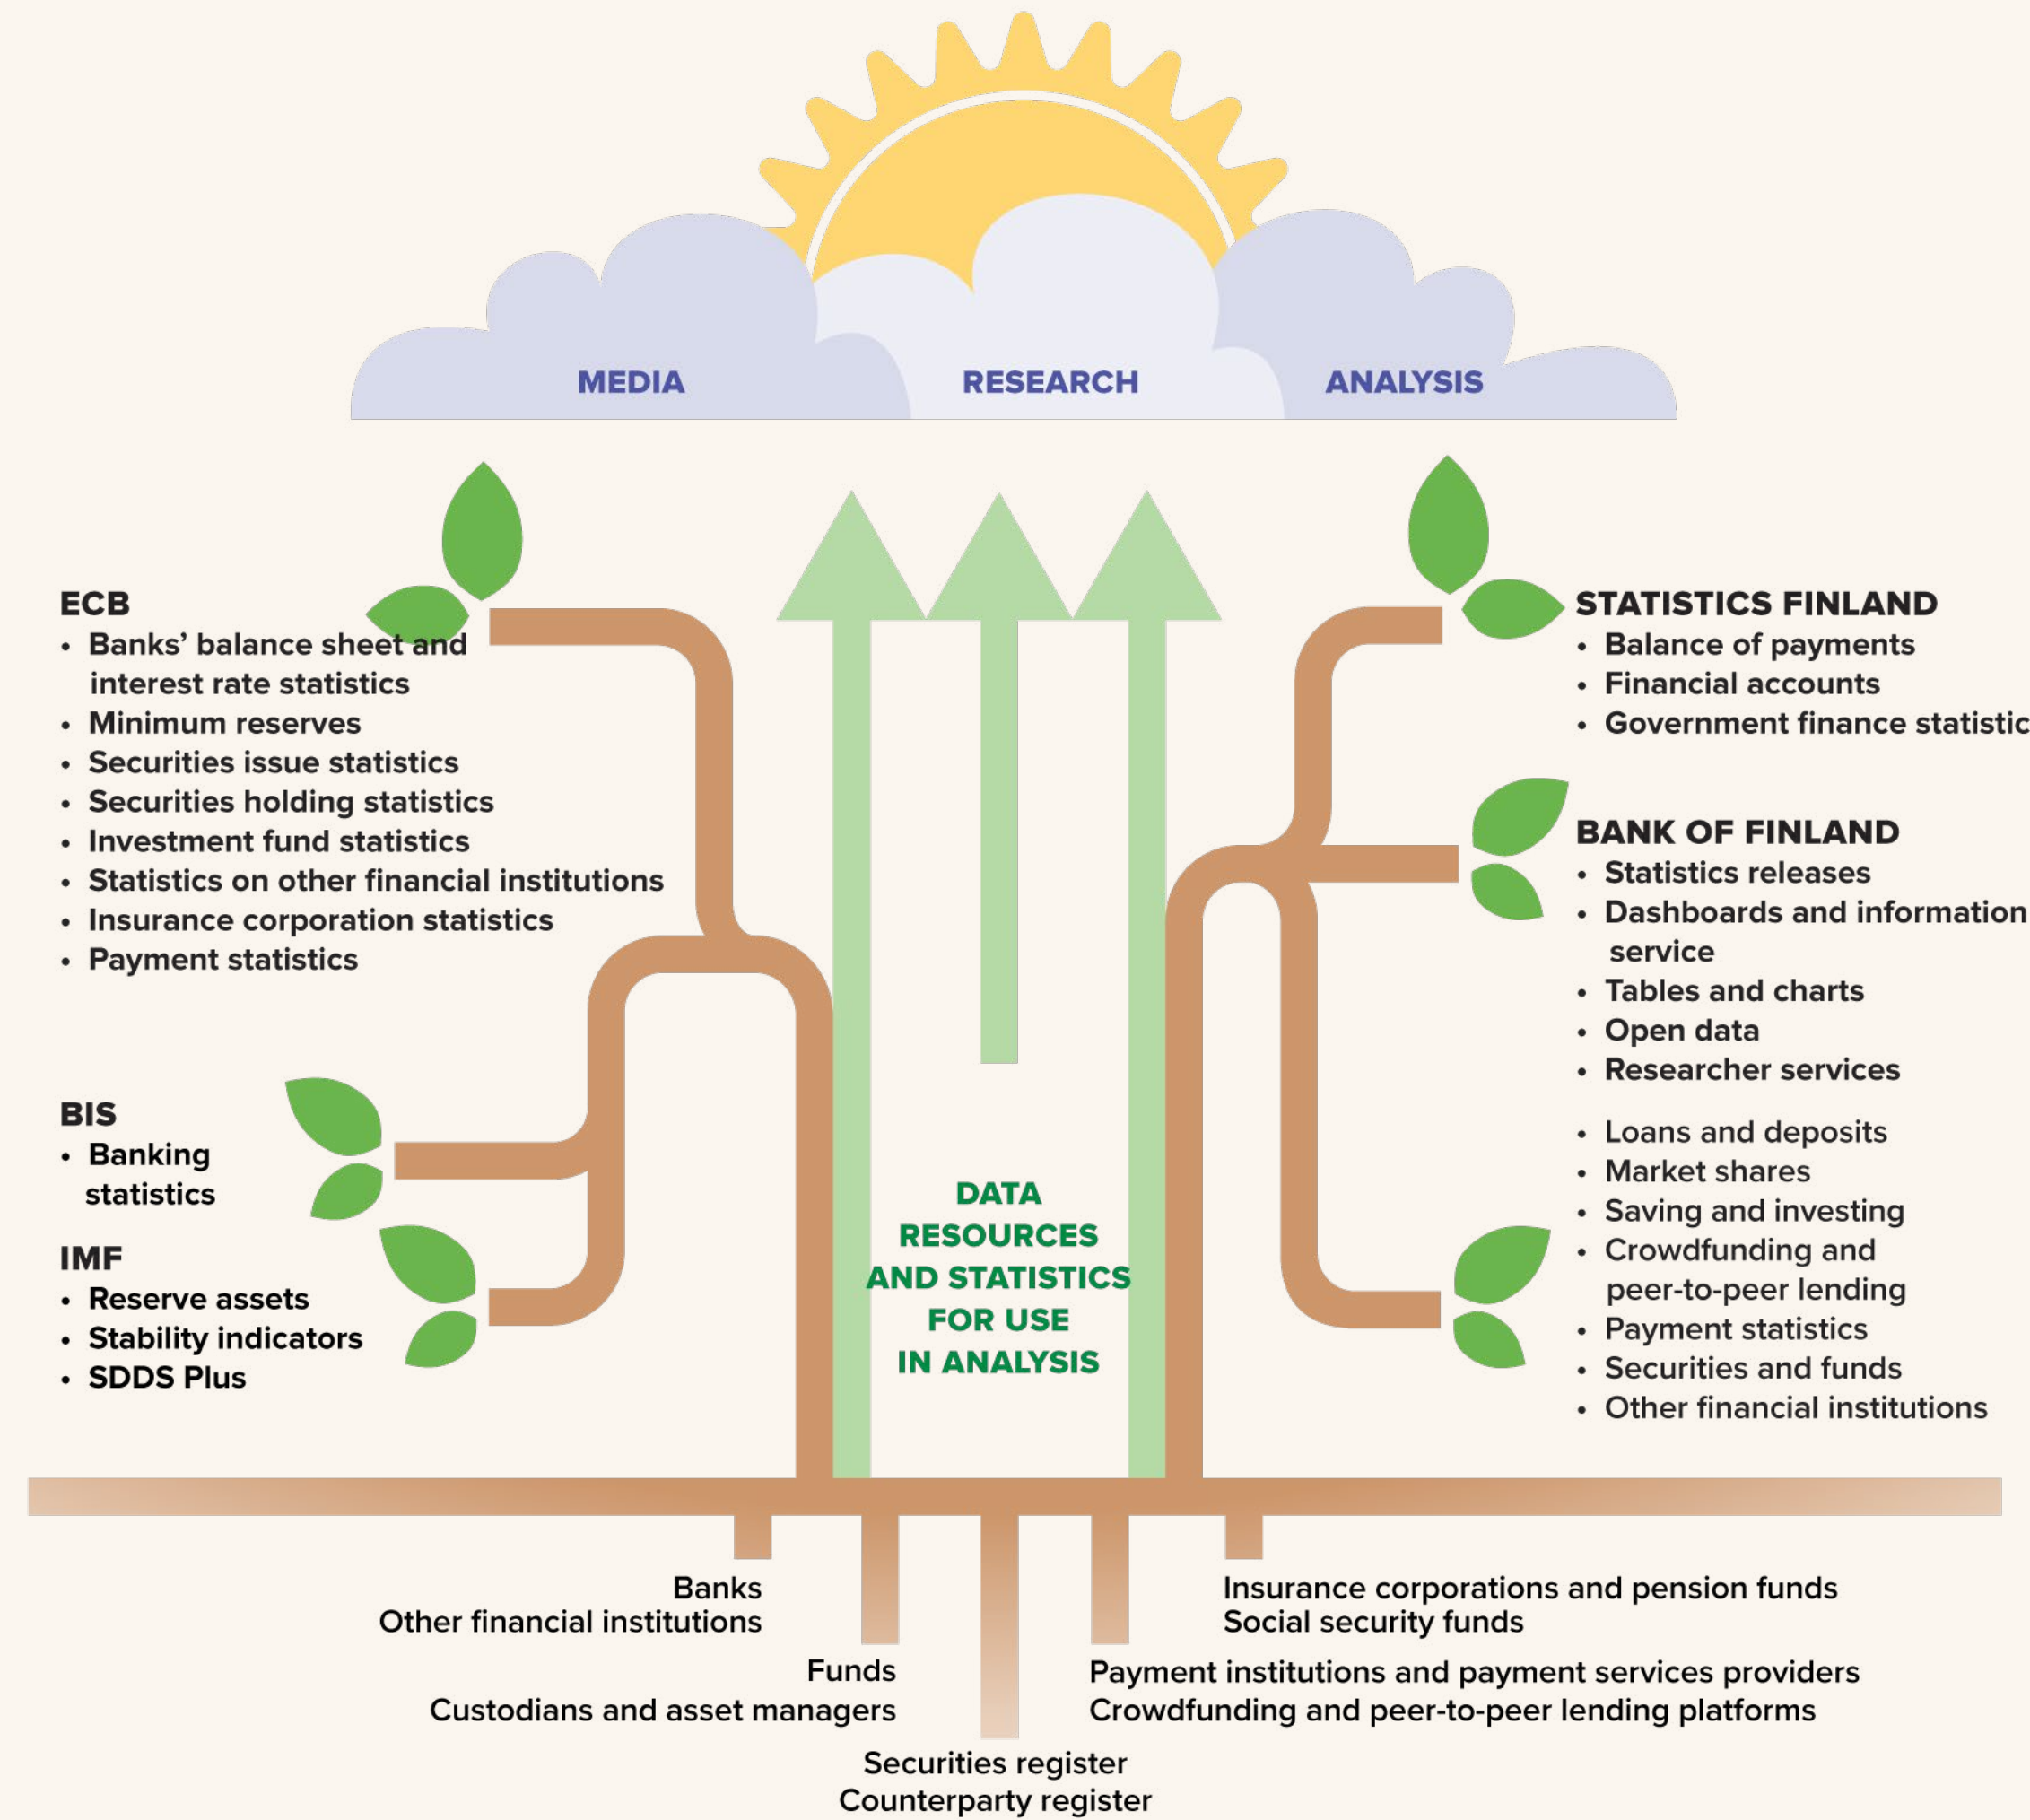 MEDIA
RESEARCH
ANALYSIS
ECB
• Banks’ balance sheet and
interest rate statistics
• Minimum reserves
• Securities issue statistics
• Securities holding statistics
• Investment fund statistics
• Statistics on other financial institutions
• Insurance corporation statistics
• Payment statistics
BIS
• Banking
statistics
IMF
• Reserve assets
• Stability indicators
• SDDS Plus
DATA
RESOURCES
AND STATISTICS
FOR USE
IN ANALYSIS
STATISTICS FINLAND
• Balance of payments
• Financial accounts
• Government finance statistic
BANK OF FINLAND
• Statistics releases
• Dashboards and information
service
• Tables and charts
• Open data
• Researcher services
• Loans and deposits
• Market shares
• Saving and investing
• Crowdfunding and
peer-to-peer lending
• Payment statistics
• Securities and funds
• Other financial institutions
Banks
Other financial institutions
Funds
Custodians and asset managers
Securities register
Counterparty register
Insurance corporations and pension funds
Social security funds
Payment institutions and payment services providers
Crowdfunding and peer-to-peer lending platforms